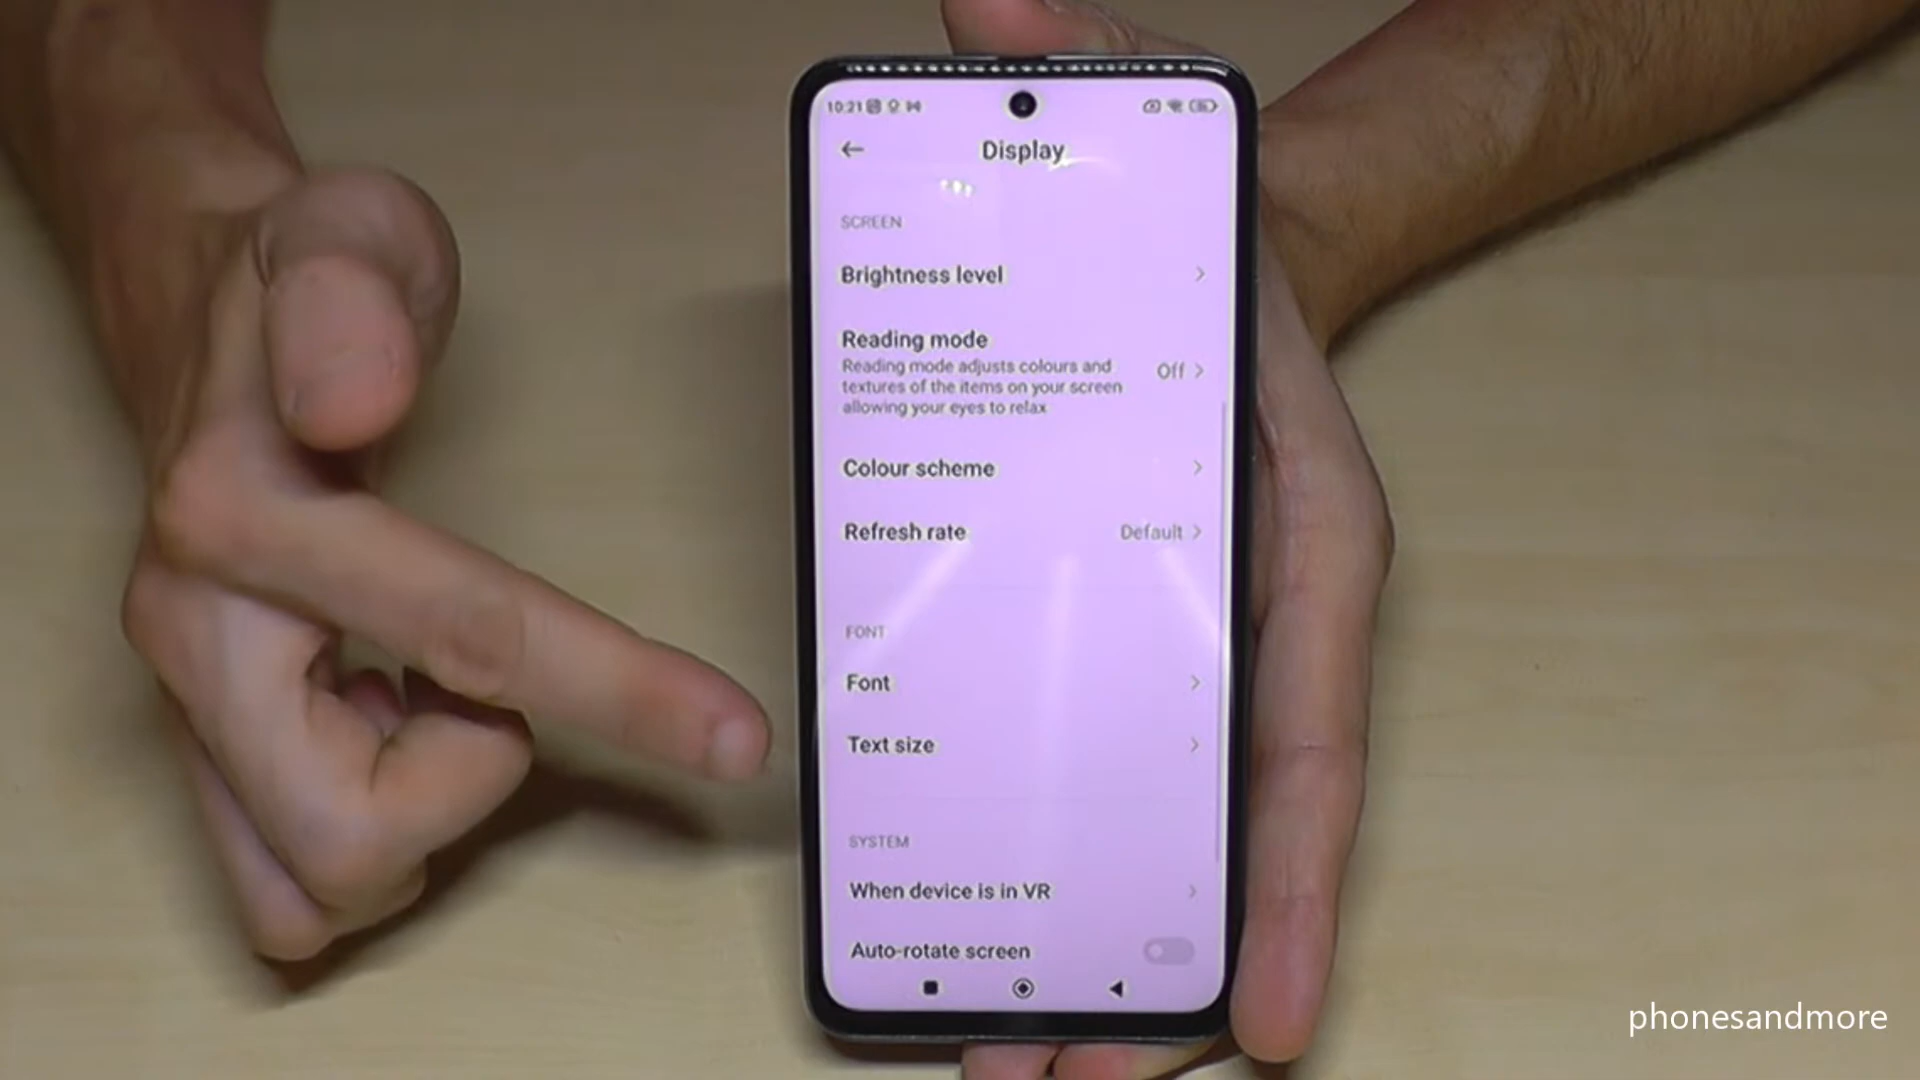 10:21
Display
SCREEN
Brightness level
Reading mode
Reading mode adjusts colours and
textures of the items on your screen
allowing your eyes to relax
Off
Colour scheme
Refresh rate
Default
FONT
Font
Text size
SYSTEM
When device is in VR
Auto-rotate screen
phonesandmore